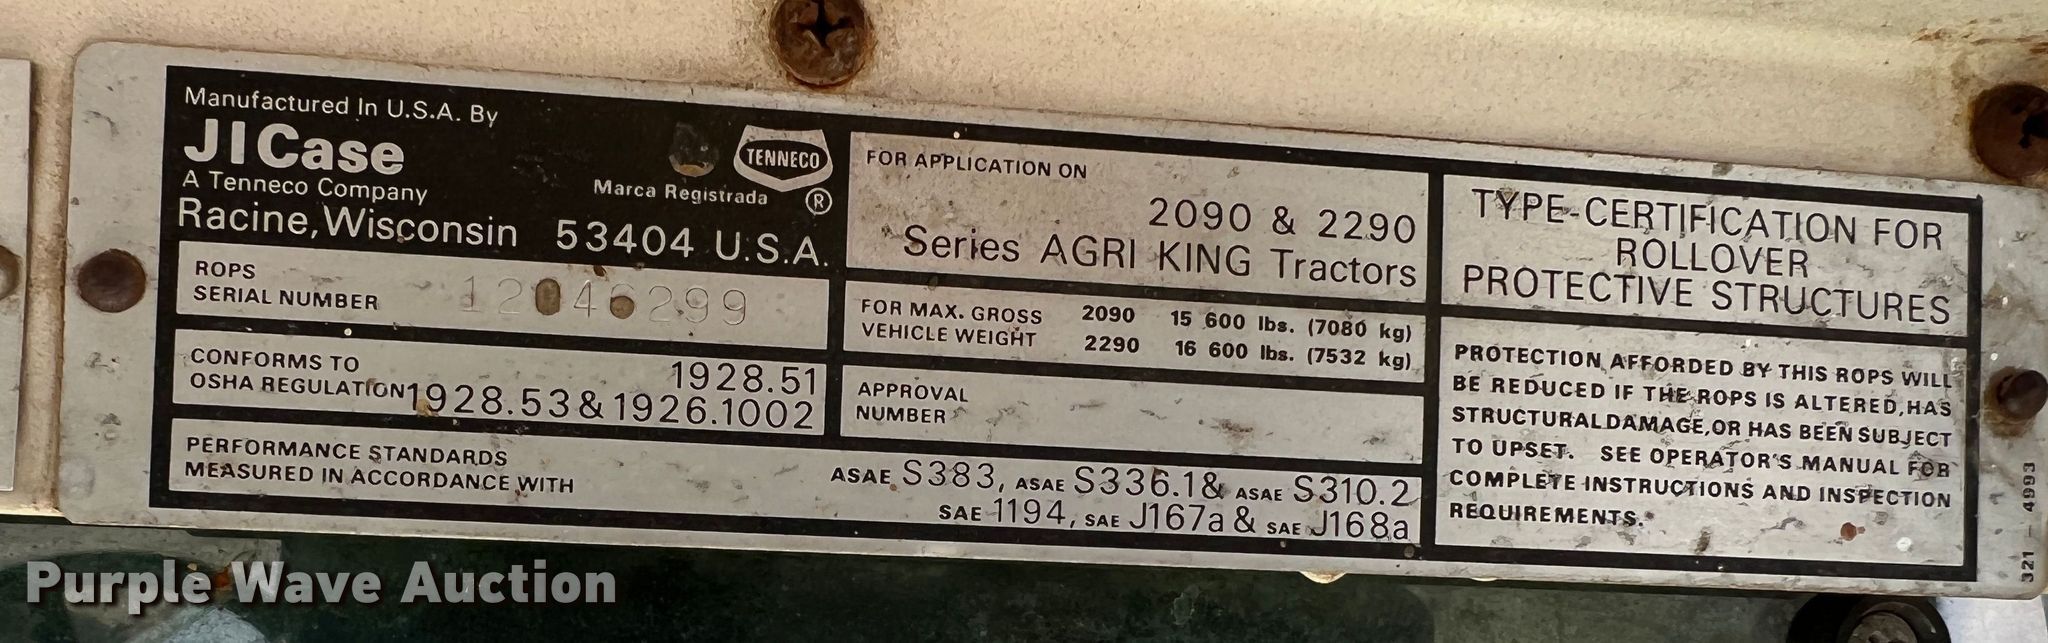 Manufactured In U.S.A. By
JI Case
A Tenneco Company
Racine, Wisconsin 53404 U.S.A.
TENNECO
Marca Registrada ®
ROPS
SERIAL NUMBER 12046299
CONFORMS TO
OSHA REGULATION 1928.51
1928.53 & 1926.1002
PERFORMANCE STANDARDS
MEASURED IN ACCORDANCE WITH
ASAE S383, ASAE S336.1 & ASAE S310.2
SAE 1194, SAE J167a & SAE J168a
FOR APPLICATION ON
2090 & 2290
Series AGRI KING Tractors
FOR MAX. GROSS
VEHICLE WEIGHT
2090 15 600 lbs. (7080 kg)
2290 16 600 lbs. (7532 kg)
APPROVAL
NUMBER
TYPE-CERTIFICATION FOR
ROLLOVER
PROTECTIVE STRUCTURES
PROTECTION AFFORDED BY THIS ROPS WILL
BE REDUCED IF THE ROPS IS ALTERED, HAS
STRUCTURAL DAMAGE, OR HAS BEEN SUBJECT
TO UPSET. SEE OPERATOR'S MANUAL FOR
COMPLETE INSTRUCTIONS AND INSPECTION
REQUIREMENTS.
321-4993
Purple Wave Auction